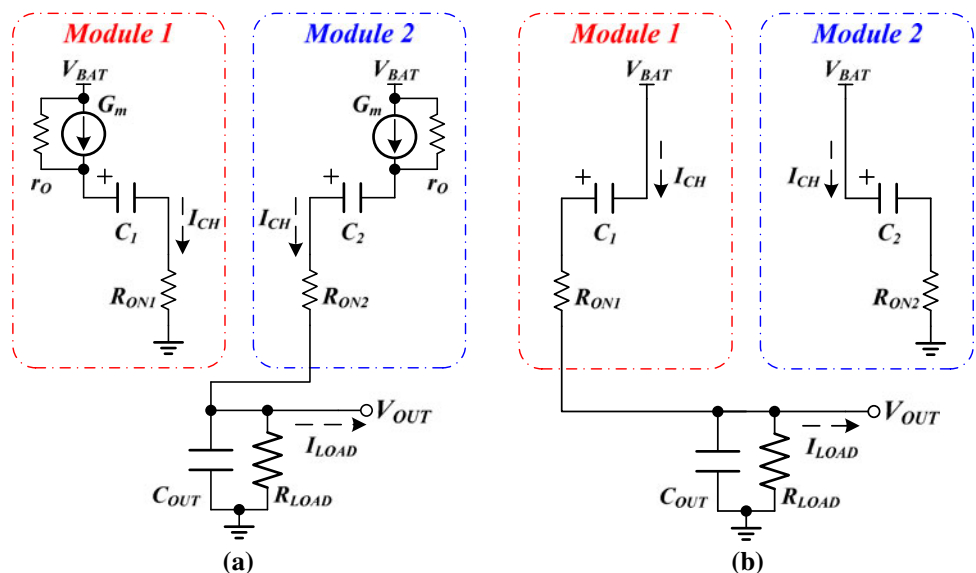 Module 1
Module 2
V_BAT
V_BAT
G_m
G_m
r_O
r_O
+
+
C_1
I_CH
I_CH
C_2
R_ON1
R_ON2
V_OUT
I_LOAD
C_OUT
R_LOAD
(a)
Module 1
Module 2
V_BAT
V_BAT
I_CH
I_CH
+
+
C_1
C_2
R_ON1
R_ON2
V_OUT
I_LOAD
C_OUT
R_LOAD
(b)